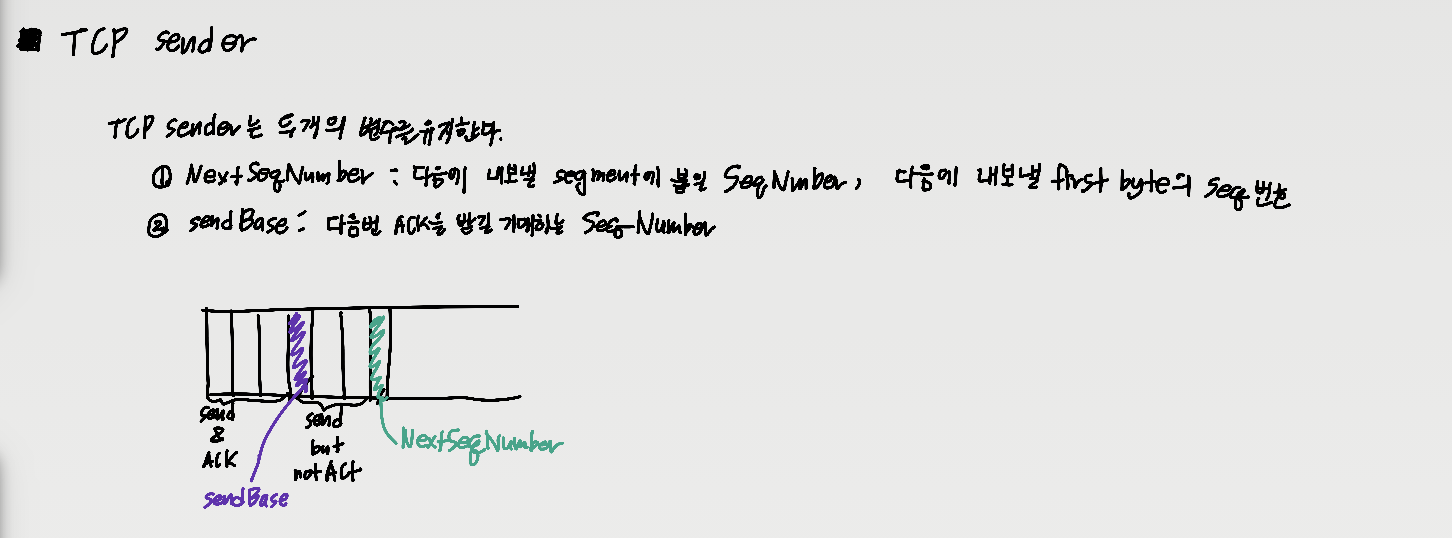 TCP sender
TCP sender는 두개의 변수를 유지한다.
① NextSeqNumber : 다음에 내보낼 segment에 붙일 SeqNmber, 다음에 내보낼 first byte의 seq 번호
② sendBase : 다음번 ACK을 받길 기대하는 Seq-Number
send & ACK
send but not ACK
NextSeqNumber
sendBase